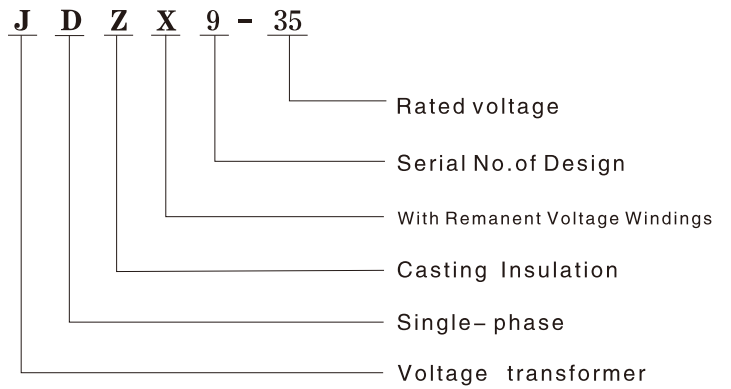 J D Z X 9 - 35
Rated voltage
Serial No.of Design
With Remanent Voltage Windings
Casting Insulation
Single- phase
Voltage transformer